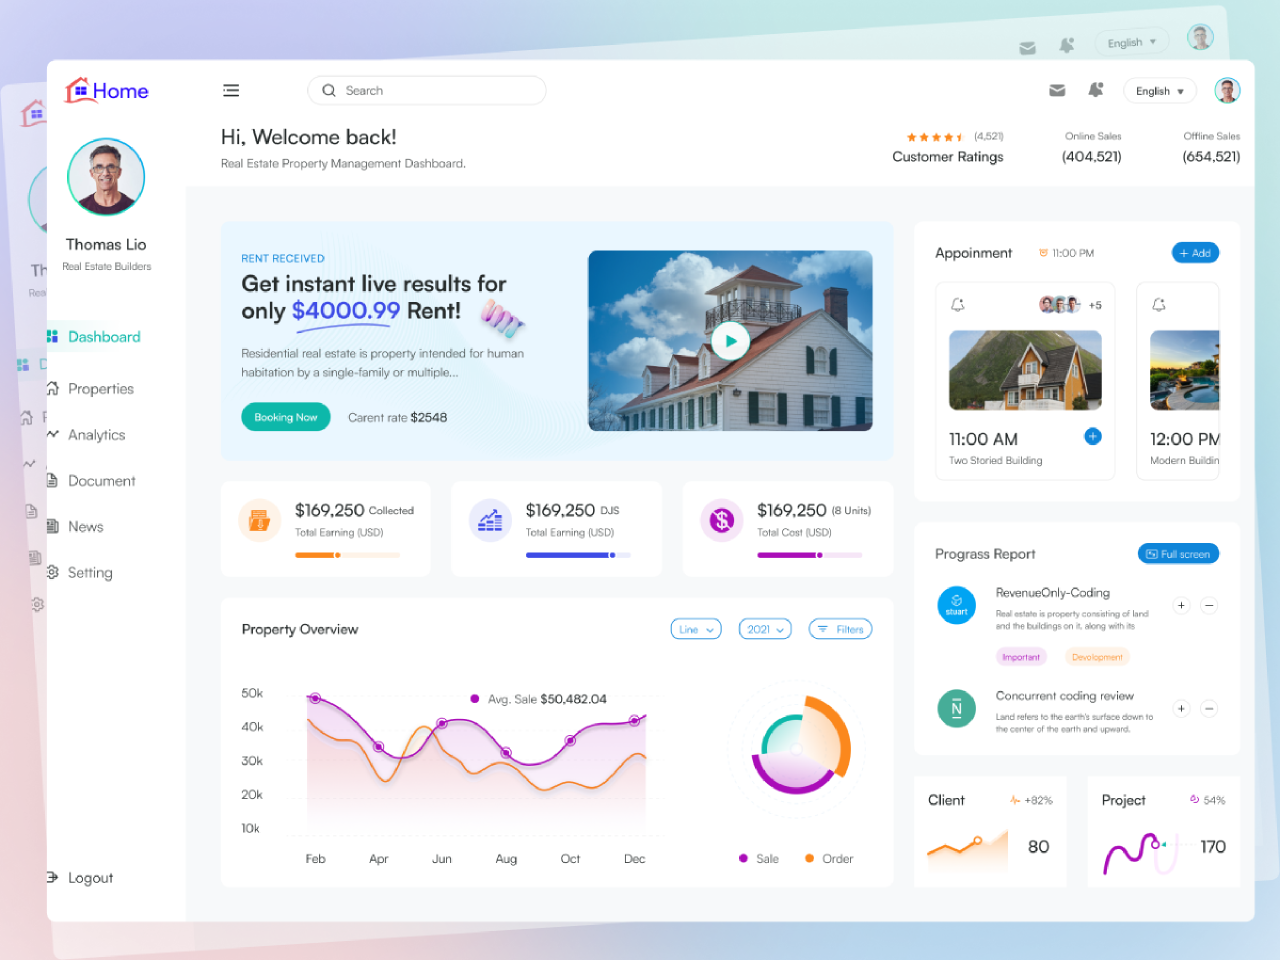 Home
Search
English
English
Hi, Welcome back!
Real Estate Property Management Dashboard.
(4,521)
Customer Ratings
Online Sales
(404,521)
Offline Sales
(654,521)
Thomas Lio
Real Estate Builders
Dashboard
Properties
Analytics
Document
News
Setting
Logout
RENT RECEIVED
Get instant live results for
only $4000.99 Rent!
Residential real estate is property intended for human
habitation by a single-family or multiple...
Booking Now
Carent rate $2548
Appoinment
11:00 PM
+ Add
+5
11:00 AM
Two Storied Building
12:00 PM
Modern Buildin
$169,250 Collected
Total Earning (USD)
$169,250 DJS
Total Earning (USD)
$169,250 (8 Units)
Total Cost (USD)
Prograss Report
Full screen
stuart
RevenueOnly-Coding
Real estate is property consisting of land
and the buildings on it, along with its
Important
Devolopment
N
Concurrent coding review
Land refers to the earth's surface down to
the center of the earth and upward.
Property Overview
Line
2021
Filters
Avg. Sale $50,482.04
50k
40k
30k
20k
10k
Feb
Apr
Jun
Aug
Oct
Dec
Sale
Order
Client
+82%
80
Project
54%
170